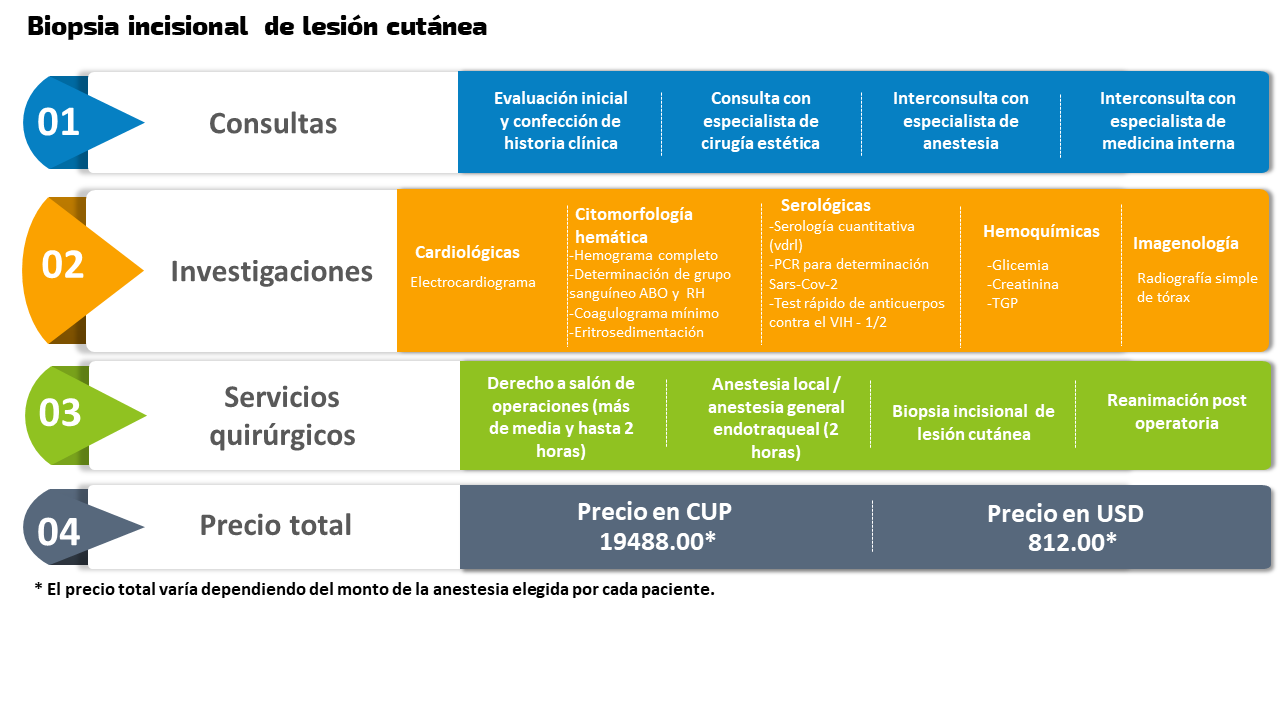 Biopsia incisional  de lesión cutánea
01
Consultas
Evaluación inicial
y confección de
historia clínica
Consulta con
especialista de
cirugía estética
Interconsulta con
especialista de
anestesia
Interconsulta con
especialista de
medicina interna
02
Investigaciones
Cardiológicas
Electrocardiograma
Citomorfología
hemática
-Hemograma completo
-Determinación de grupo
sanguíneo ABO y  RH
-Coagulograma mínimo
-Eritrosedimentación
Serológicas
-Serología cuantitativa
(vdrl)
-PCR para determinación
Sars-Cov-2
-Test rápido de anticuerpos
contra el VIH - 1/2
Hemoquímicas
-Glicemia
-Creatinina
-TGP
Imagenología
Radiografía simple
de tórax
03
Servicios
quirúrgicos
Derecho a salón de
operaciones (más
de media y hasta 2
horas)
Anestesia local /
anestesia general
endotraqueal (2
horas)
Biopsia incisional  de
lesión cutánea
Reanimación post
operatoria
04
Precio total
Precio en CUP
19488.00*
Precio en USD
812.00*
* El precio total varía dependiendo del monto de la anestesia elegida por cada paciente.